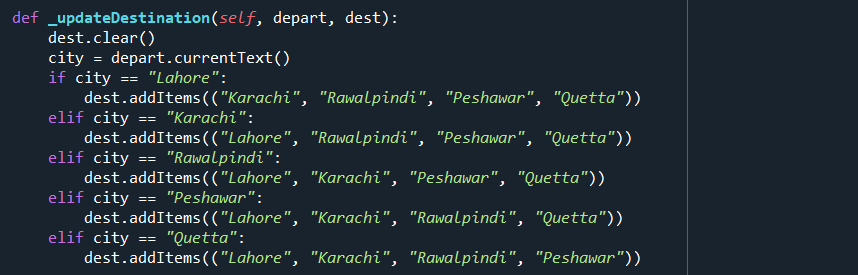 def _updateDestination(self, depart, dest):
    dest.clear()
    city = depart.currentText()
    if city == "Lahore":
        dest.addItems(("Karachi", "Rawalpindi", "Peshawar", "Quetta"))
    elif city == "Karachi":
        dest.addItems(("Lahore", "Rawalpindi", "Peshawar", "Quetta"))
    elif city == "Rawalpindi":
        dest.addItems(("Lahore", "Karachi", "Peshawar", "Quetta"))
    elif city == "Peshawar":
        dest.addItems(("Lahore", "Karachi", "Rawalpindi", "Quetta"))
    elif city == "Quetta":
        dest.addItems(("Lahore", "Karachi", "Rawalpindi", "Peshawar"))